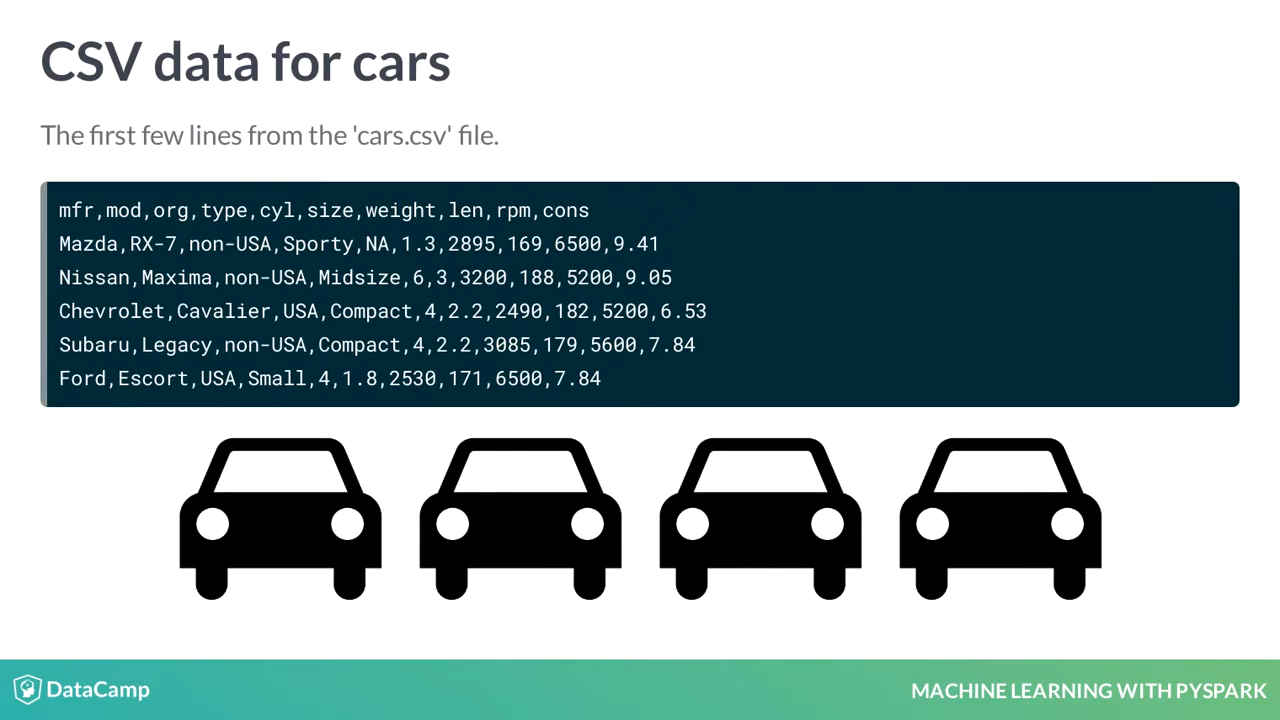 CSV data for cars
The first few lines from the 'cars.csv' file.
mfr,mod,org,type,cyl,size,weight,len,rpm,cons
Mazda,RX-7,non-USA,Sporty,NA,1.3,2895,169,6500,9.41
Nissan,Maxima,non-USA,Midsize,6,3,3200,188,5200,9.05
Chevrolet,Cavalier,USA,Compact,4,2.2,2490,182,5200,6.53
Subaru,Legacy,non-USA,Compact,4,2.2,3085,179,5600,7.84
Ford,Escort,USA,Small,4,1.8,2530,171,6500,7.84
DataCamp
MACHINE LEARNING WITH PYSPARK